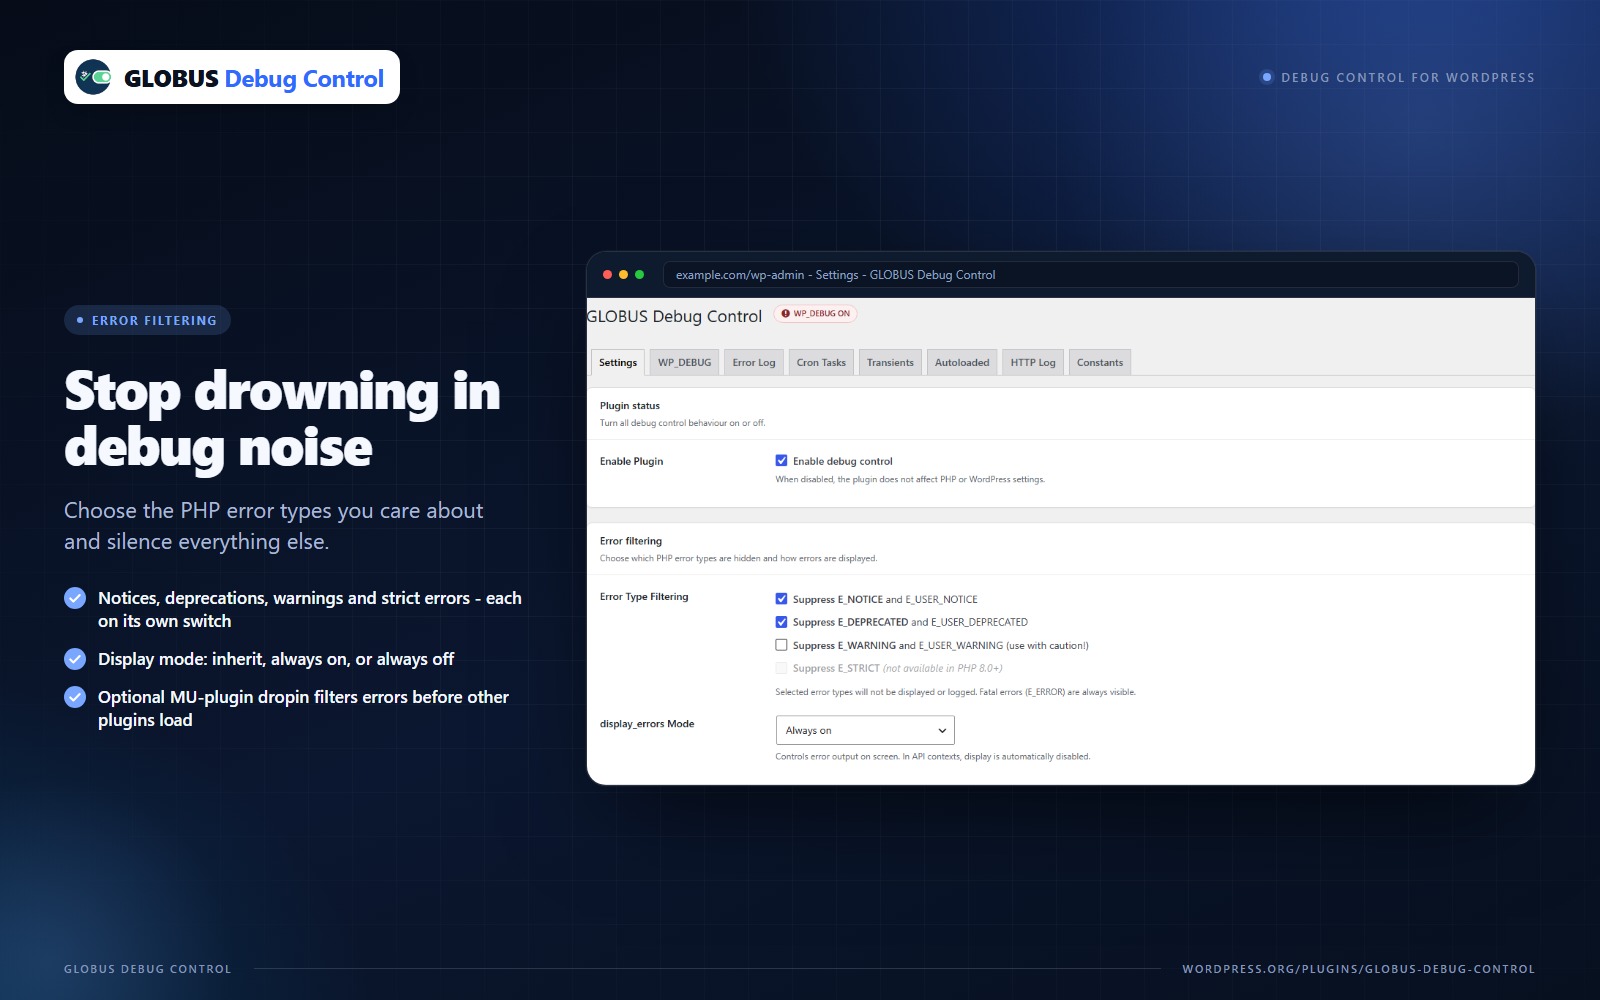 GLOBUS Debug Control
DEBUG CONTROL FOR WORDPRESS
ERROR FILTERING
Stop drowning in
debug noise
Choose the PHP error types you care about
and silence everything else.
Notices, deprecations, warnings and strict errors - each
on its own switch
Display mode: inherit, always on, or always off
Optional MU-plugin dropin filters errors before other
plugins load
example.com/wp-admin - Settings - GLOBUS Debug Control
GLOBUS Debug Control
WP_DEBUG ON
Settings WP_DEBUG Error Log Cron Tasks Transients Autoloaded HTTP Log Constants
Plugin status
Turn all debug control behaviour on or off.
Enable Plugin
Enable debug control
When disabled, the plugin does not affect PHP or WordPress settings.
Error filtering
Choose which PHP error types are hidden and how errors are displayed.
Error Type Filtering
Suppress E_NOTICE and E_USER_NOTICE
Suppress E_DEPRECATED and E_USER_DEPRECATED
Suppress E_WARNING and E_USER_WARNING (use with caution!)
Suppress E_STRICT (not available in PHP 8.0+)
Selected error types will not be displayed or logged. Fatal errors (E_ERROR) are always visible.
display_errors Mode
Always on
Controls error output on screen. In API contexts, display is automatically disabled.
GLOBUS DEBUG CONTROL
WORDPRESS.ORG/PLUGINS/GLOBUS-DEBUG-CONTROL